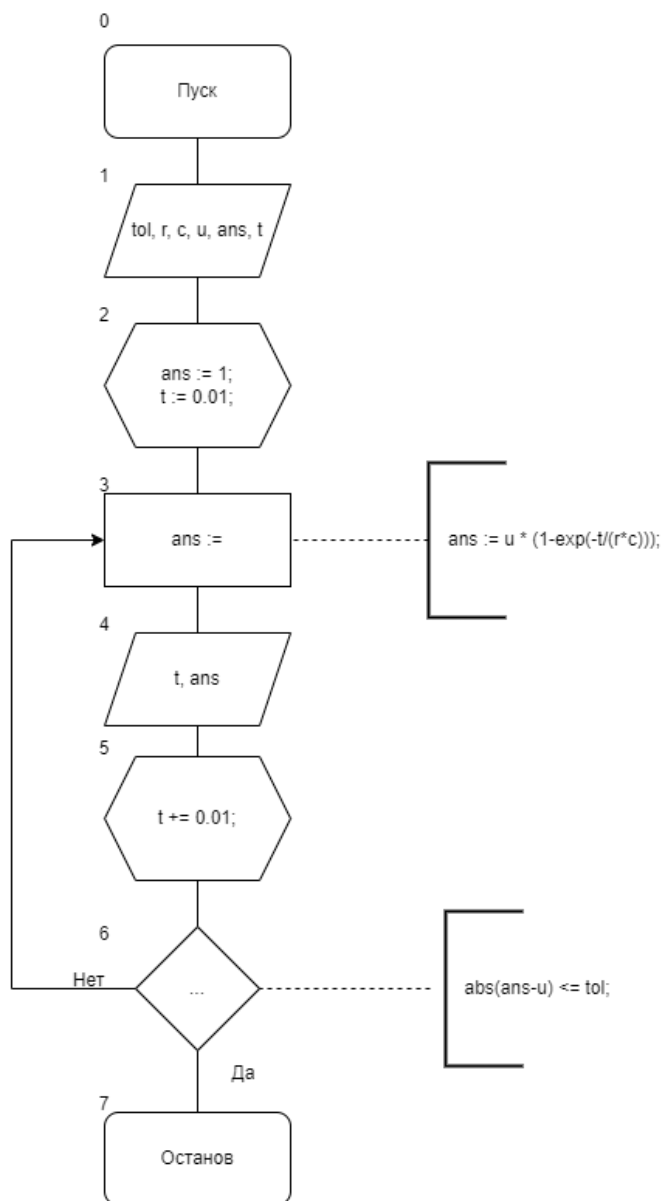 0
Пуск
1
tol, r, c, u, ans, t
2
ans := 1;
t := 0.01;
3
ans :=
ans := u * (1-exp(-t/(r*c)));
4
t, ans
5
t += 0.01;
6
Нет
...
abs(ans-u) <= tol;
Да
7
Останов